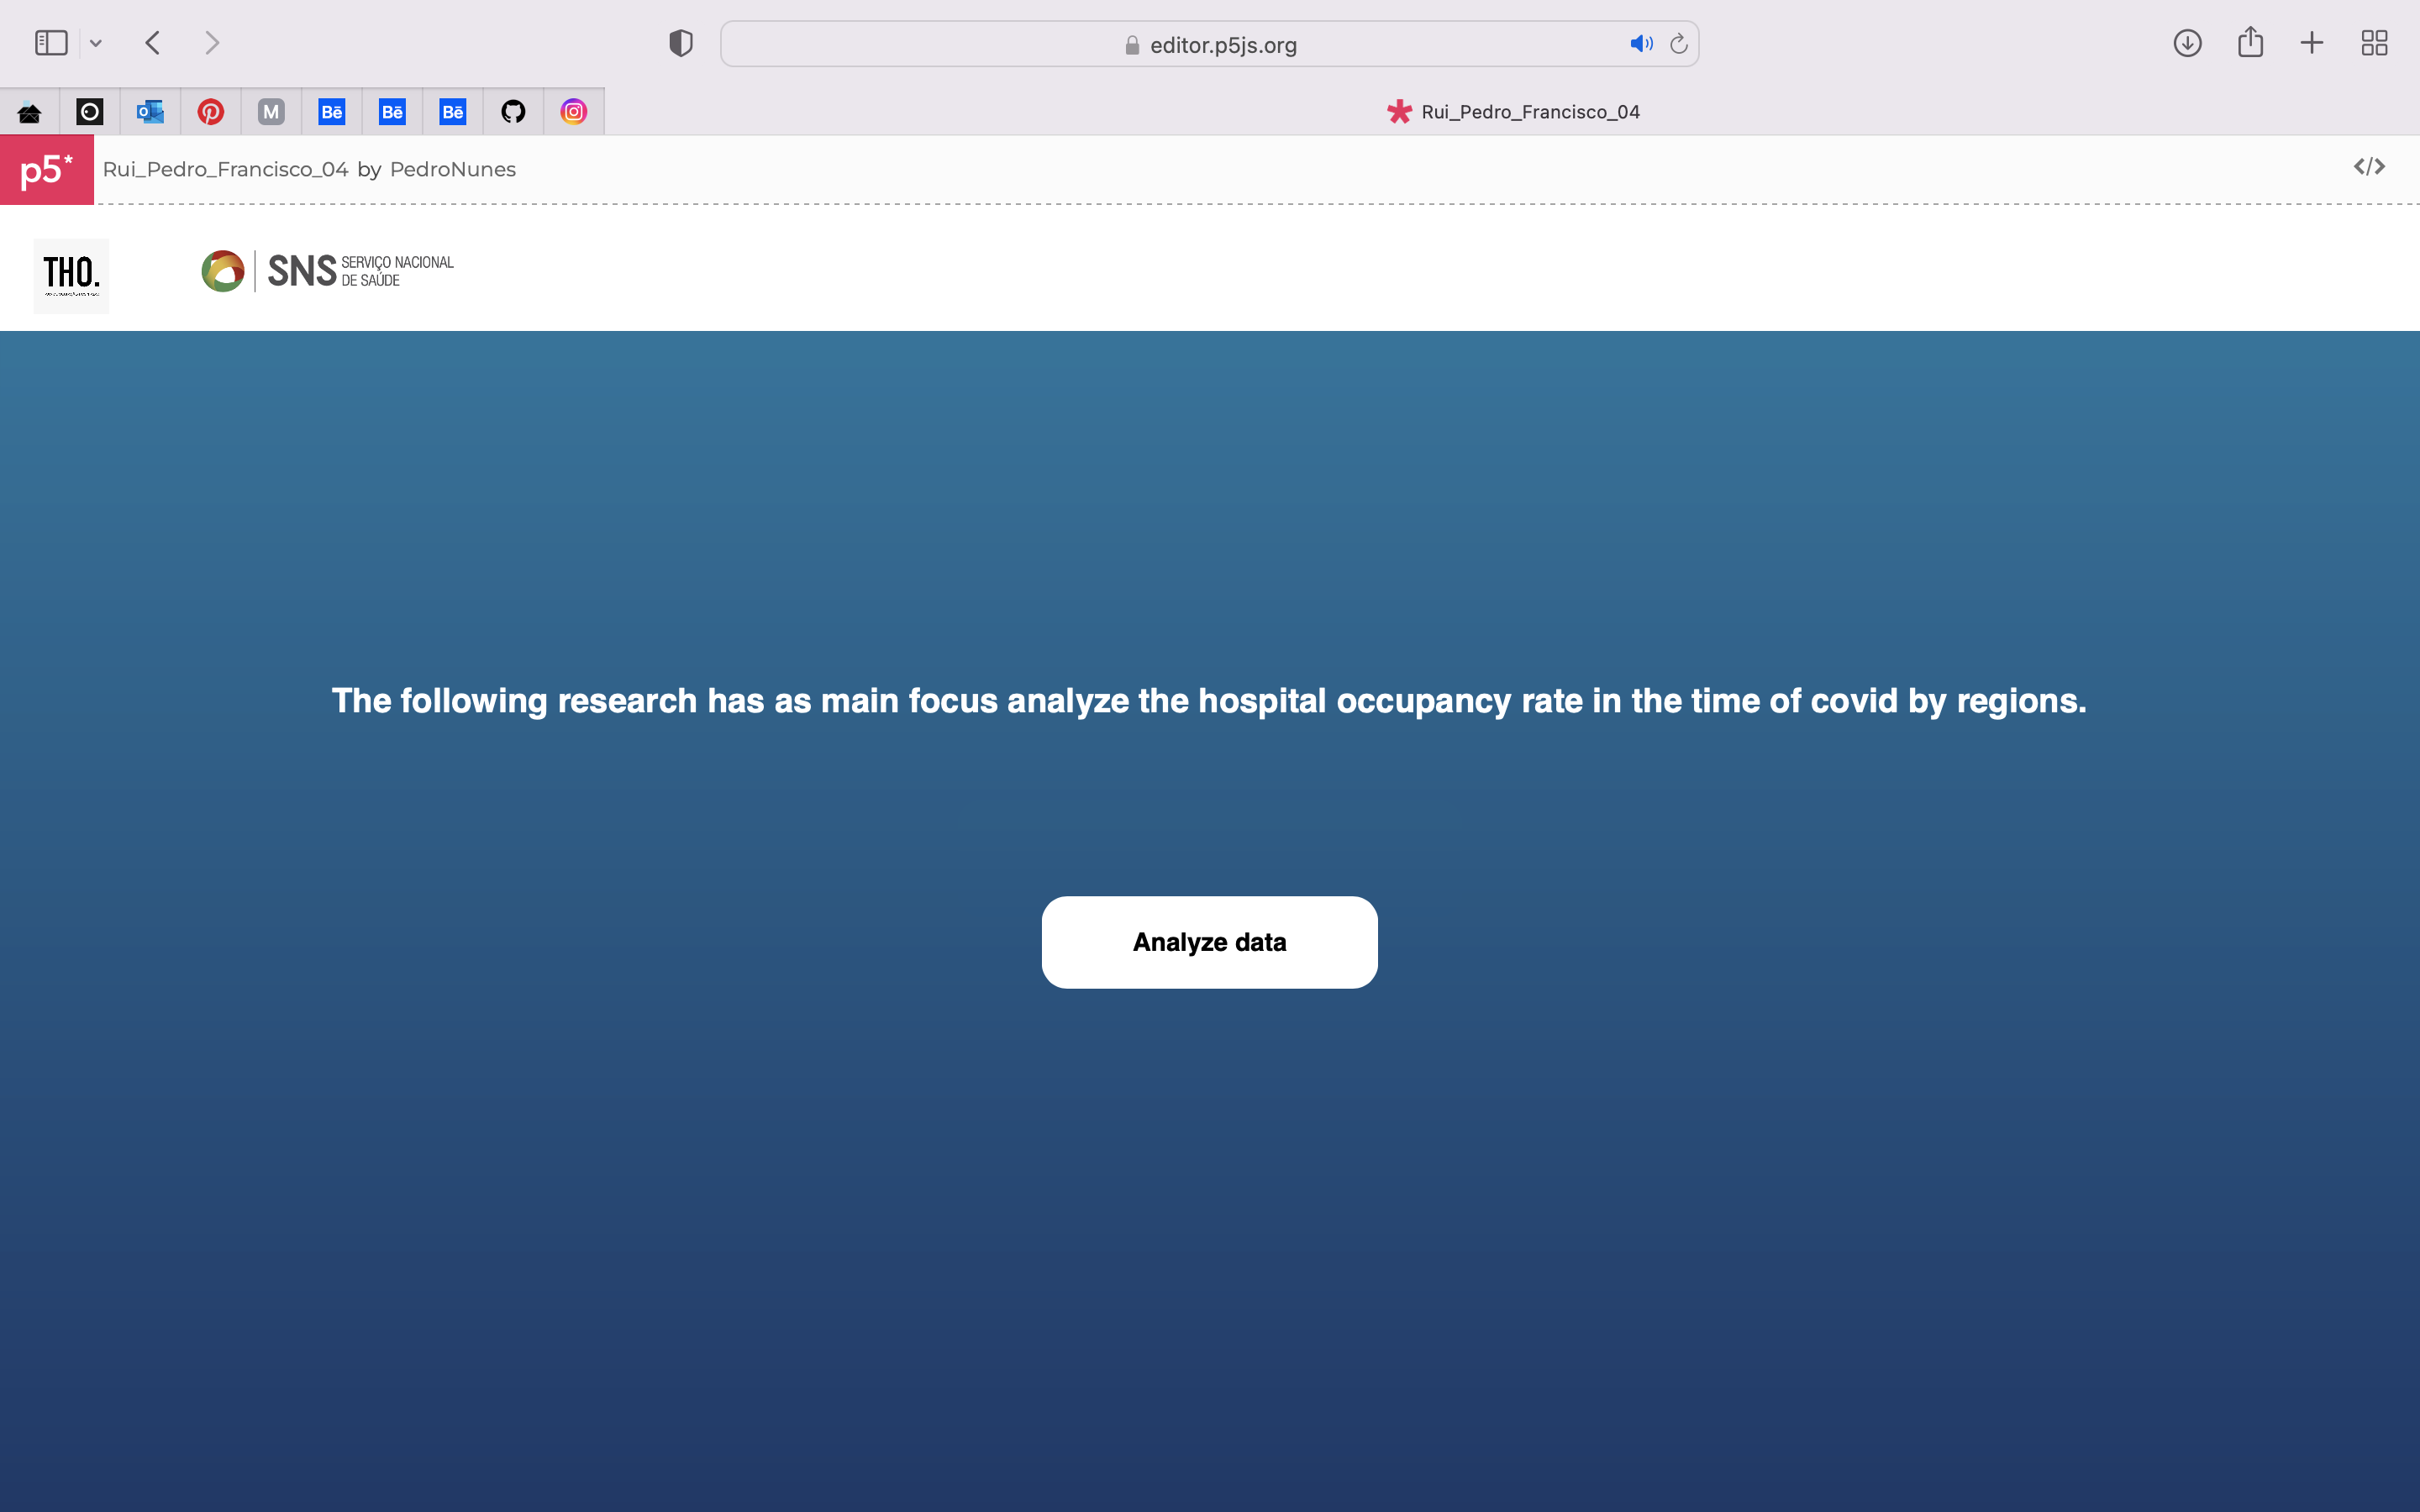 editor.p5js.org
M
Bē
Bē
Bē
Rui_Pedro_Francisco_04
p5*
Rui_Pedro_Francisco_04 by PedroNunes
</>
THO.
SNS
SERVIÇO NACIONAL
DE SAÚDE
The following research has as main focus analyze the hospital occupancy rate in the time of covid by regions.
Analyze data